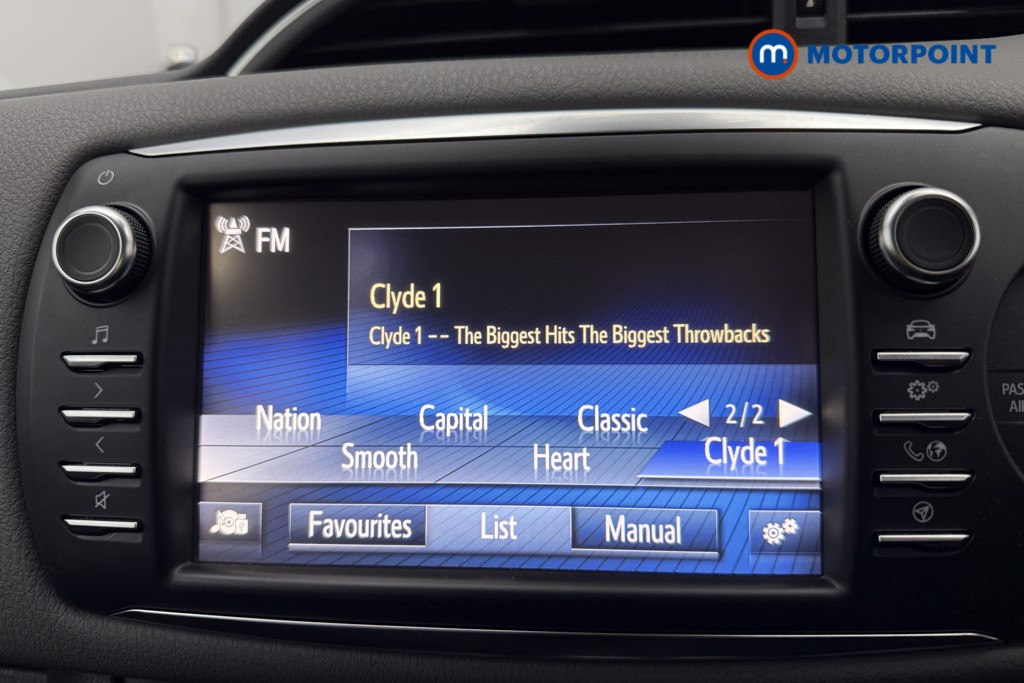 m MOTORPOINT
FM
Clyde 1
Clyde 1 -- The Biggest Hits The Biggest Throwbacks
Nation Capital Classic 2/2
Smooth Heart Clyde 1
Favourites List Manual
PAS